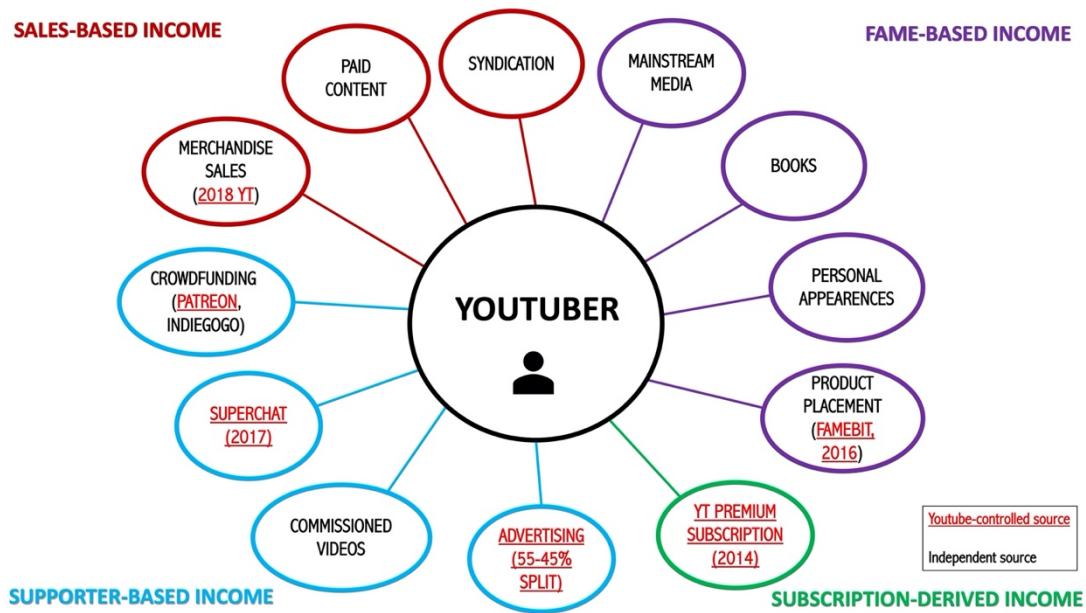 SALES-BASED INCOME
FAME-BASED INCOME
PAID
CONTENT
SYNDICATION
MAINSTREAM
MEDIA
MERCHANDISE
SALES
(2018 YT)
BOOKS
CROWDFUNDING
(PATREON,
INDIEGOGO)
PERSONAL
APPEARENCES
YOUTUBER
SUPERCHAT
(2017)
PRODUCT
PLACEMENT
(FAMEBIT,
2016)
COMMISSIONED
VIDEOS
ADVERTISING
(55-45%
SPLIT)
YT PREMIUM
SUBSCRIPTION
(2014)
Youtube-controlled source
Independent source
SUPPORTER-BASED INCOME
SUBSCRIPTION-DERIVED INCOME